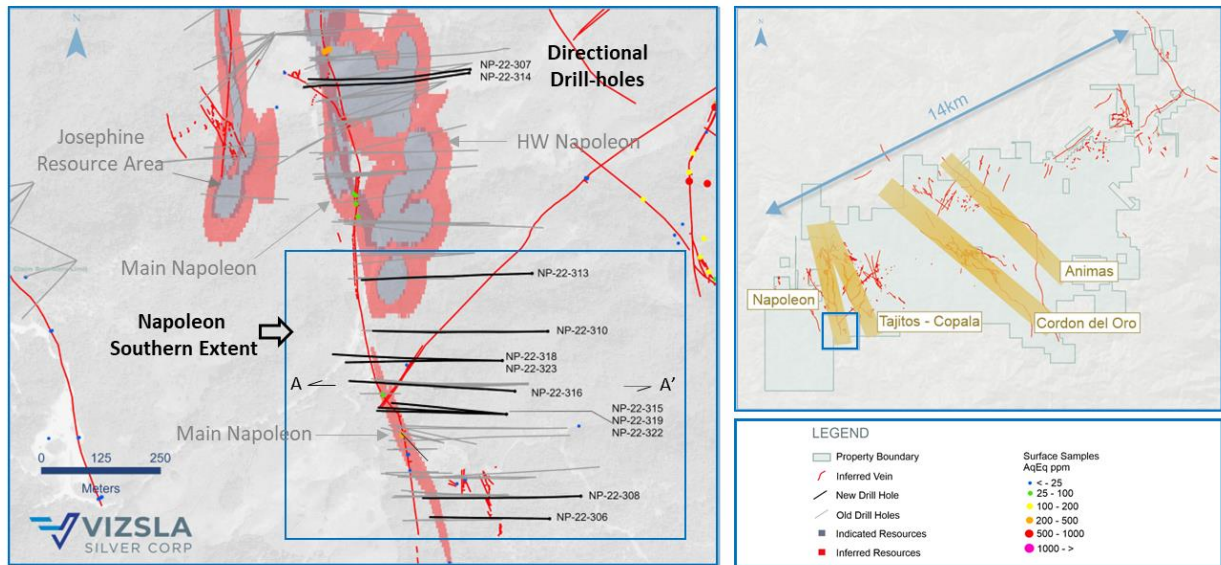 N
NP-22-307
NP-22-314
Directional
Drill-holes
Josephine
Resource Area
HW Napoleon
Main Napoleon
NP-22-313
Napoleon
Southern Extent
NP-22-310
NP-22-318
NP-22-323
A
A'
NP-22-316
NP-22-315
NP-22-319
NP-22-322
Main Napoleon
0 125 250
Meters
NP-22-308
NP-22-306
VIZSLA
SILVER CORP
N
14km
Napoleon
Tajitos - Copala
Animas
Cordon del Oro
LEGEND
Property Boundary
Inferred Vein
New Drill Hole
Old Drill Holes
Indicated Resources
Inferred Resources
Surface Samples
AqEq ppm
< - 25
25 - 100
100 - 200
200 - 500
500 - 1000
1000 - >